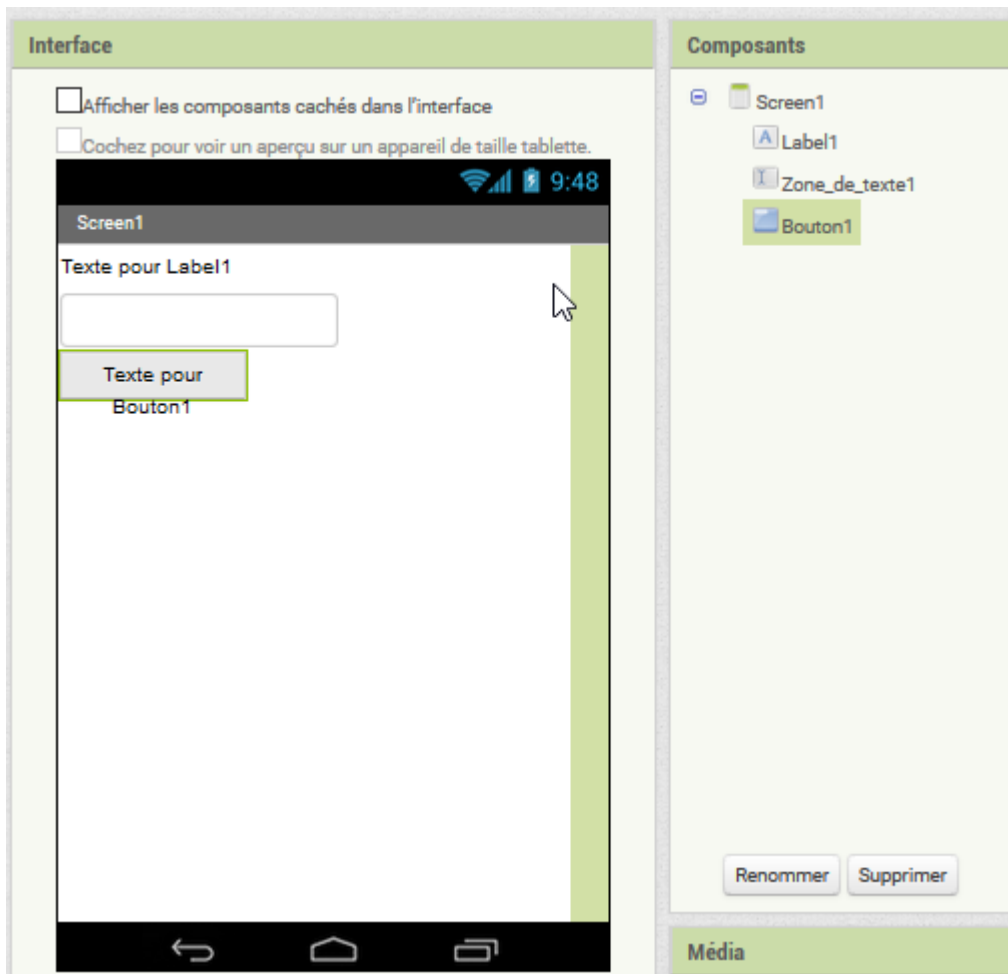 Interface
Afficher les composants cachés dans l'interface
Cochez pour voir un aperçu sur un appareil de taille tablette.
9:48
Screen1
Texte pour Label1
Texte pour
Bouton1
Composants
Screen1
A Label1
Zone_de_texte1
Bouton1
Renommer Supprimer
Média